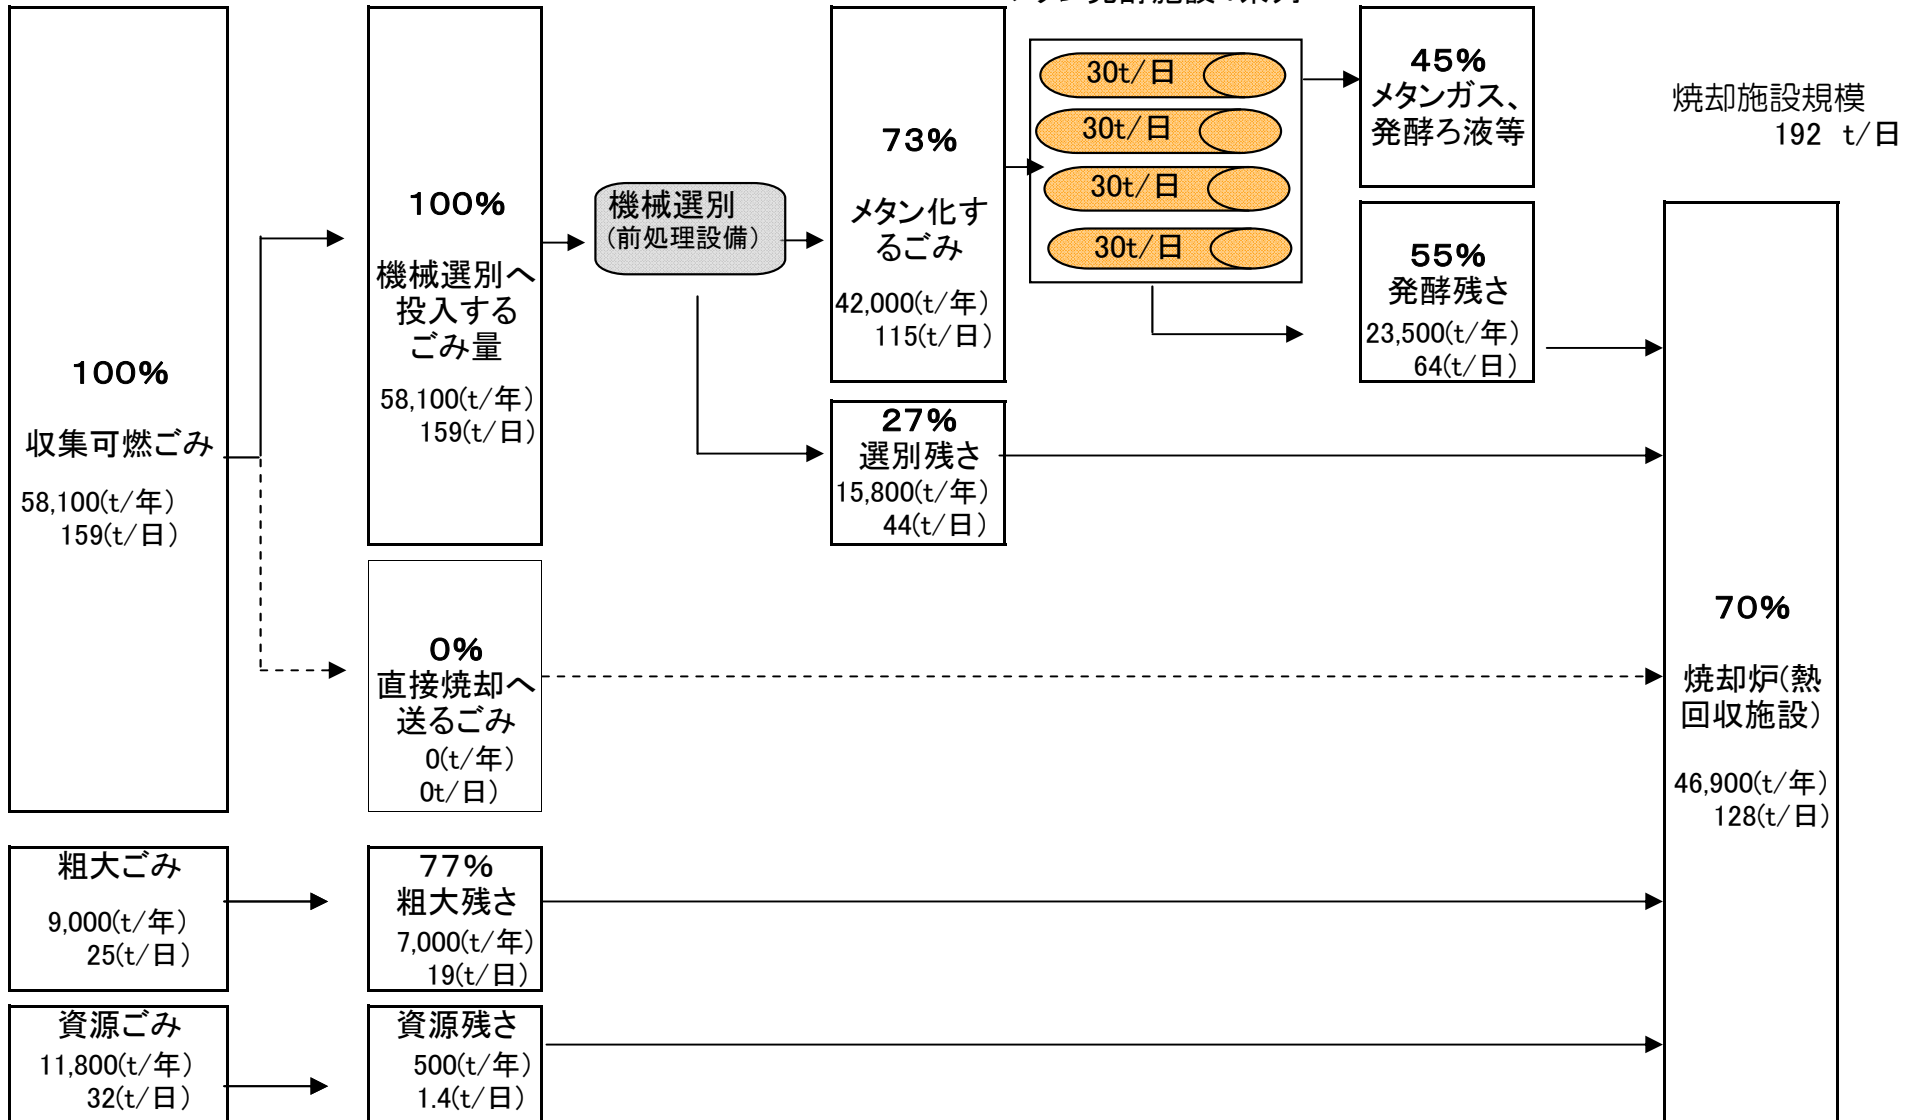 100%
収集可燃ごみ
58,100(t/年)
159(t/日)
100%
機械選別へ
投入する
ごみ量
58,100(t/年)
159(t/日)
機械選別
(前処理設備)
73%
メタン化す
るごみ
42,000(t/年)
115(t/日)
30t/日
30t/日
30t/日
30t/日
45%
メタンガス、
発酵ろ液等
55%
発酵残さ
23,500(t/年)
64(t/日)
27%
選別残さ
15,800(t/年)
44(t/日)
0%
直接焼却へ
送るごみ
0(t/年)
0t/日)
焼却施設規模
192 t/日
70%
焼却炉(熱
回収施設)
46,900(t/年)
128(t/日)
粗大ごみ
9,000(t/年)
25(t/日)
77%
粗大残さ
7,000(t/年)
19(t/日)
資源ごみ
11,800(t/年)
32(t/日)
資源残さ
500(t/年)
1.4(t/日)